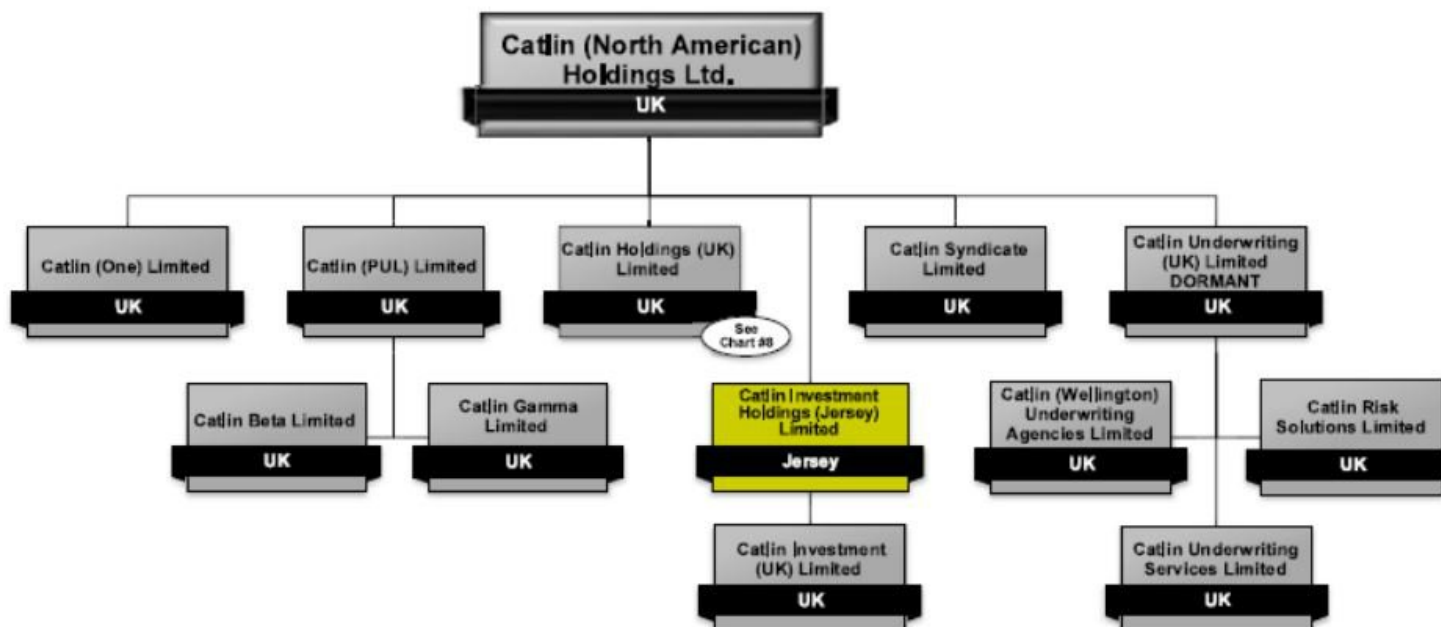 Catlin (North American)
Holdings Ltd.
UK
Catlin (One) Limited
UK
Catlin (PUL) Limited
UK
Catlin Holdings (UK)
Limited
UK
See
Chart #8
Catlin Syndicate
Limited
UK
Catlin Underwriting
(UK) Limited
DORMANT
UK
Catlin Beta Limited
UK
Catlin Gamma
Limited
UK
Catlin Investment
Holdings (Jersey)
Limited
Jersey
Catlin (Wellington)
Underwriting
Agencies Limited
UK
Catlin Risk
Solutions Limited
UK
Catlin Investment
(UK) Limited
UK
Catlin Underwriting
Services Limited
UK